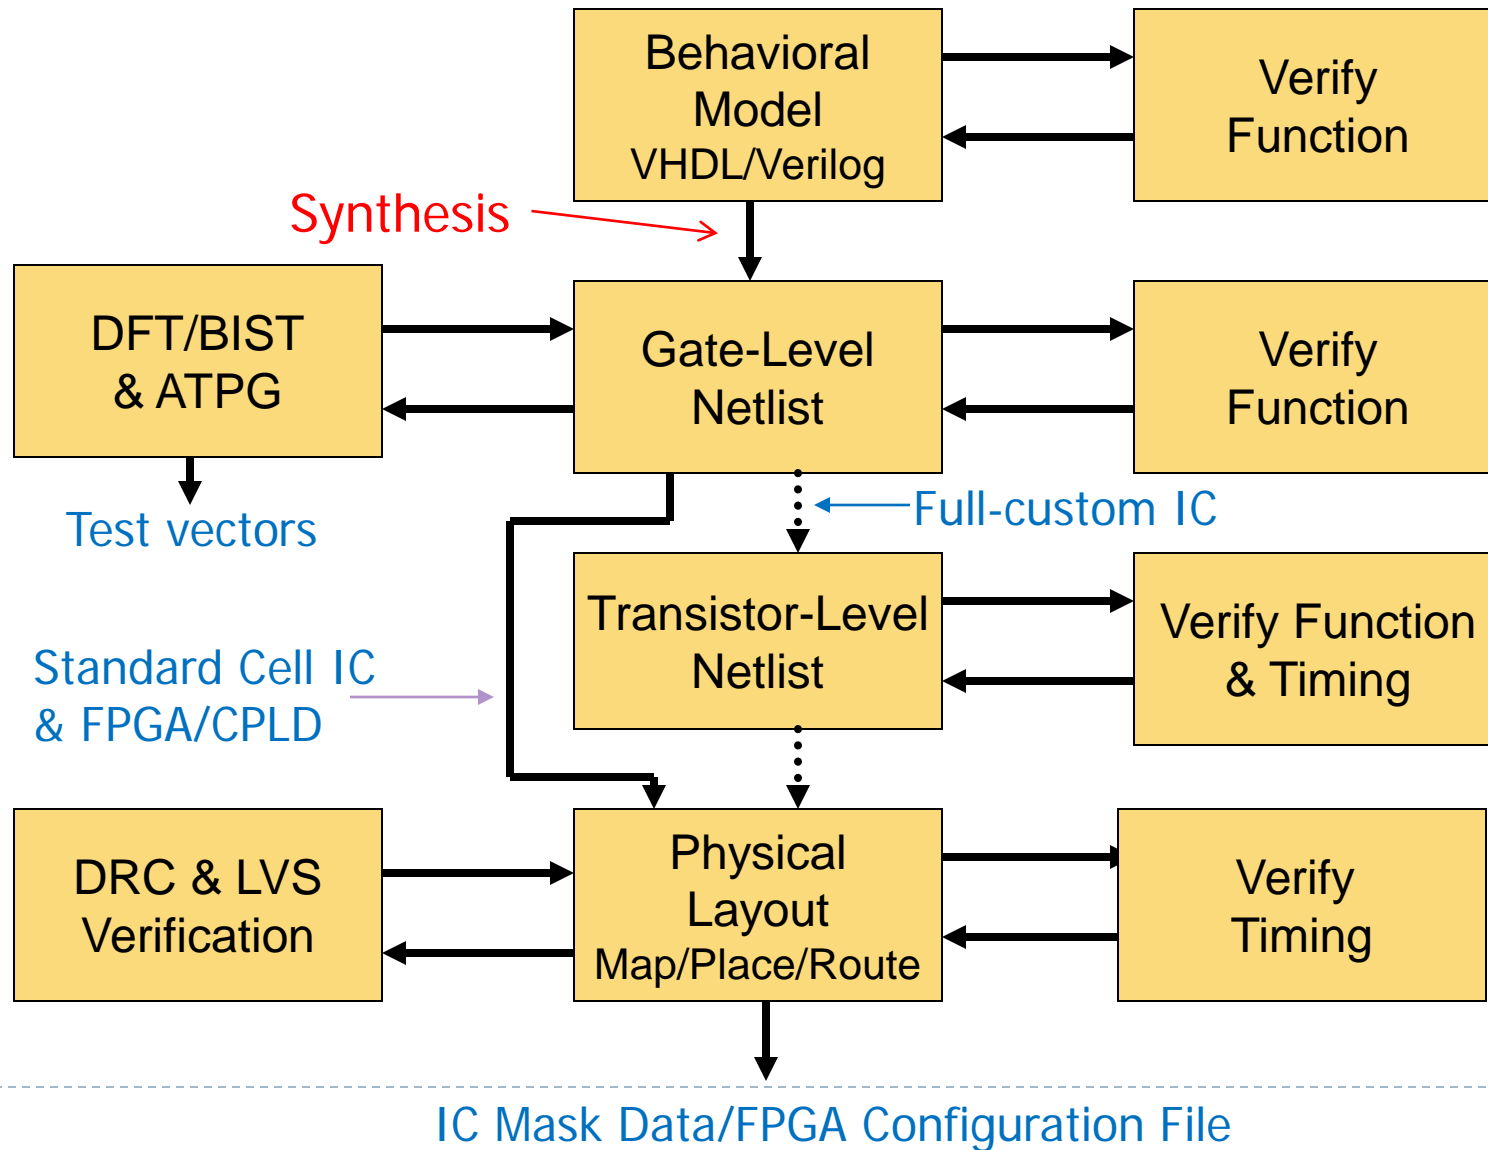 Behavioral
Model
VHDL/Verilog
Verify
Function
Synthesis
DFT/BIST
& ATPG
Gate-Level
Netlist
Verify
Function
Test vectors
Full-custom IC
Transistor-Level
Netlist
Verify Function
& Timing
Standard Cell IC
& FPGA/CPLD
DRC & LVS
Verification
Physical
Layout
Map/Place/Route
Verify
Timing
IC Mask Data/FPGA Configuration File